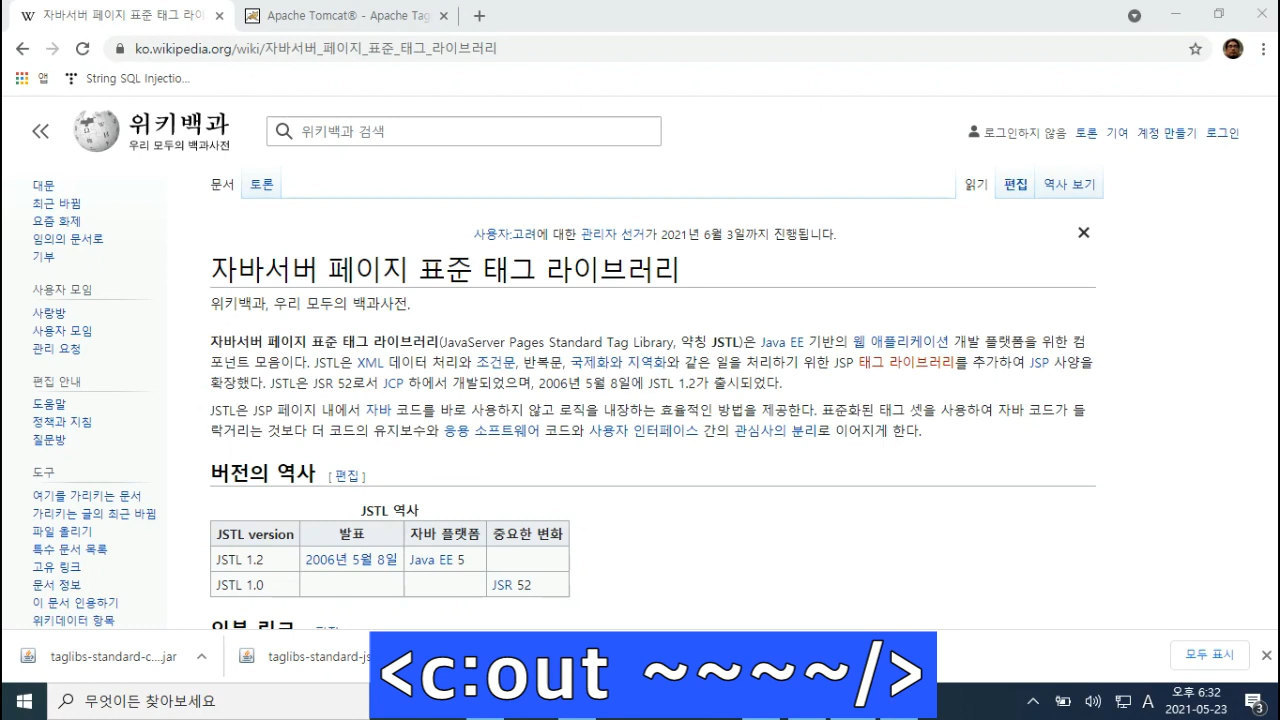 자바서버 페이지 표준 태그 라이
Apache Tomcat® - Apache Tag
ko.wikipedia.org/wiki/자바서버_페이지_표준_태그_라이브러리
앱
String SQL Injectio...
위키백과
우리 모두의 백과사전
위키백과 검색
로그인하지 않음 토론 기여 계정 만들기 로그인
문서 토론
읽기 편집 역사 보기
대문
최근 바뀜
요즘 화제
임의의 문서로
기부
사용자 모임
사랑방
사용자 모임
관리 요청
편집 안내
도움말
정책과 지침
질문방
도구
여기를 가리키는 문서
가리키는 글의 최근 바뀜
파일 올리기
특수 문서 목록
고유 링크
문서 정보
이 문서 인용하기
위키데이터 항목
사용자:고려에 대한 관리자 선거가 2021년 6월 3일까지 진행됩니다.
자바서버 페이지 표준 태그 라이브러리
위키백과, 우리 모두의 백과사전.
자바서버 페이지 표준 태그 라이브러리(JavaServer Pages Standard Tag Library, 약칭 JSTL)은 Java EE 기반의 웹 애플리케이션 개발 플랫폼을 위한 컴
포넌트 모음이다. JSTL은 XML 데이터 처리와 조건문, 반복문, 국제화와 지역화와 같은 일을 처리하기 위한 JSP 태그 라이브러리를 추가하여 JSP 사양을
확장했다. JSTL은 JSR 52로서 JCP 하에서 개발되었으며, 2006년 5월 8일에 JSTL 1.2가 출시되었다.
JSTL은 JSP 페이지 내에서 자바 코드를 바로 사용하지 않고 로직을 내장하는 효율적인 방법을 제공한다. 표준화된 태그 셋을 사용하여 자바 코드가 들
락거리는 것보다 더 코드의 유지보수와 응용 소프트웨어 코드와 사용자 인터페이스 간의 관심사의 분리로 이어지게 한다.
버전의 역사 [ 편집 ]
JSTL 역사
JSTL version 발표 자바 플랫폼 중요한 변화
JSTL 1.2 2006년 5월 8일 Java EE 5
JSTL 1.0 JSR 52
taglibs-standard-c....jar
taglibs-standard-js
모두 표시
<c:out ~~~~/>
무엇이든 찾아보세요
A
오후 6:32
2021-05-23
3